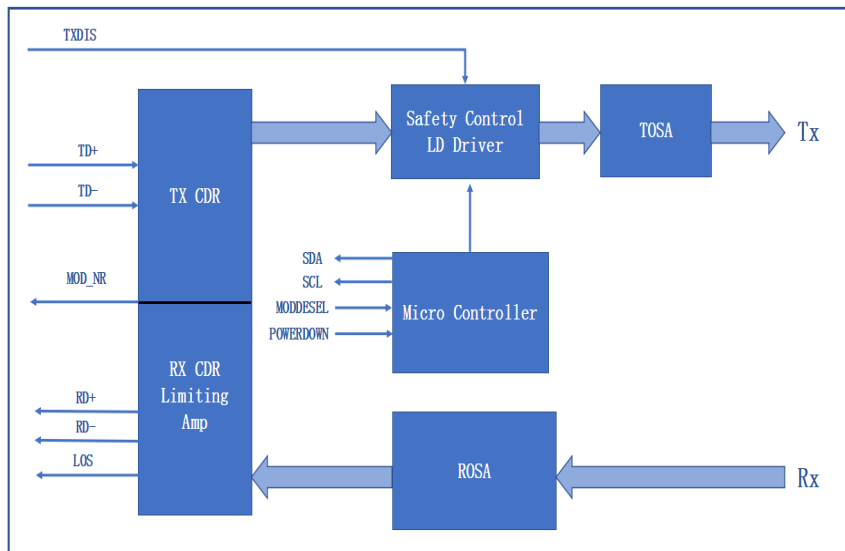 TXDIS
Safety Control
LD Driver
TOSA
Tx
TD+
TD-
TX CDR
MOD_NR
SDA
SCL
MODDESEL
POWERDOWN
Micro Controller
RX CDR
Limiting
Amp
RD+
RD-
LOS
ROSA
Rx